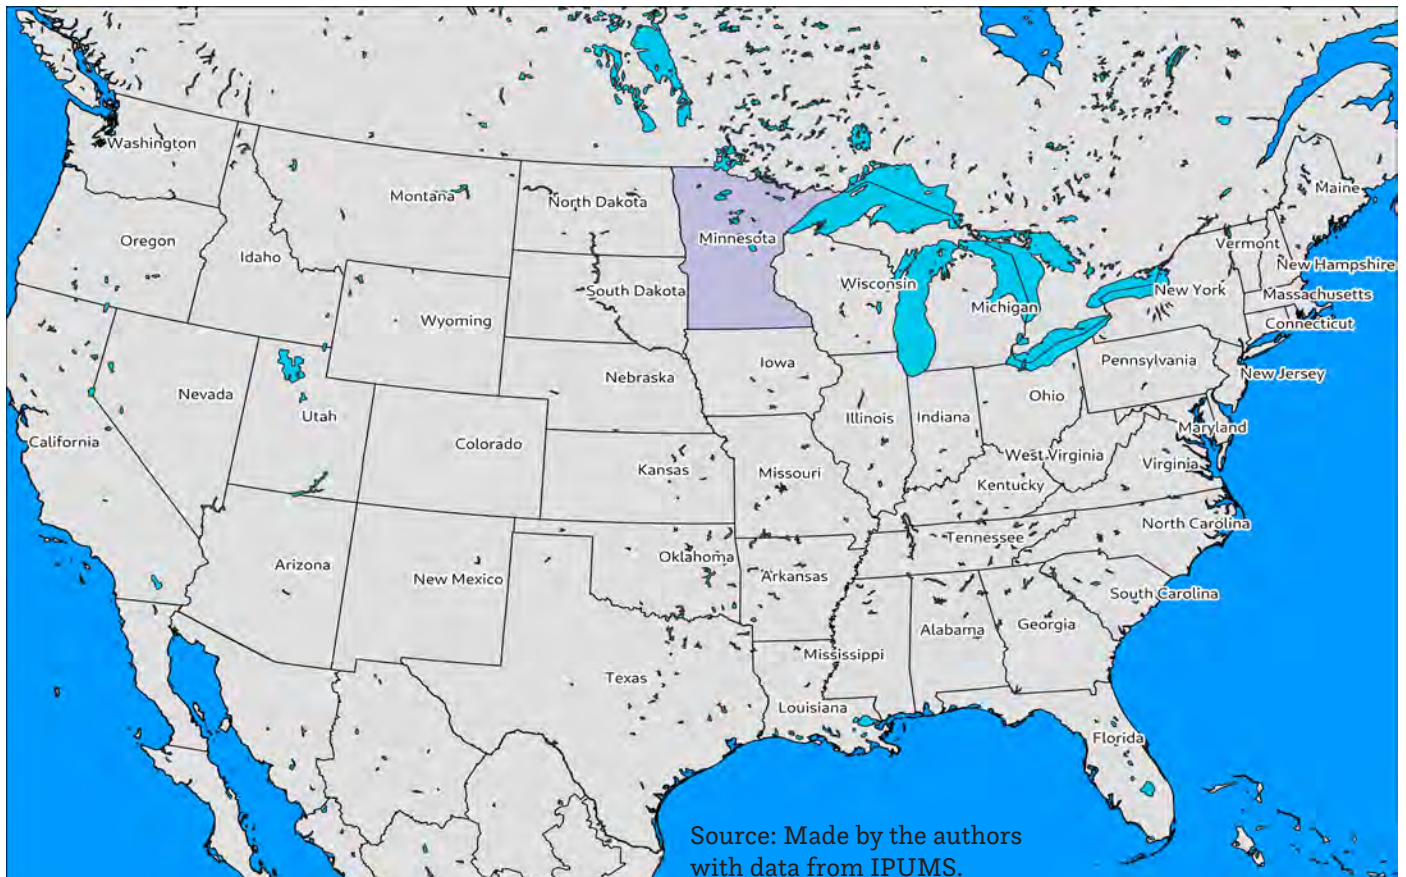 Washington
Montana
North Dakota
Minnesota
Maine
Oregon
Idaho
Vermont
New Hampshire
South Dakota
Wisconsin
Michigan
New York
Massachusetts
Wyoming
Connecticut
Iowa
Pennsylvania
Nebraska
New Jersey
Nevada
Utah
Ohio
Illinois
Indiana
Maryland
California
Colorado
West Virginia
Kansas
Missouri
Virginia
Kentucky
North Carolina
Tennessee
Oklahoma
Arizona
New Mexico
Arkansas
South Carolina
Alabama
Georgia
Mississippi
Texas
Louisiana
Florida
Source: Made by the authors
with data from IPUMS.